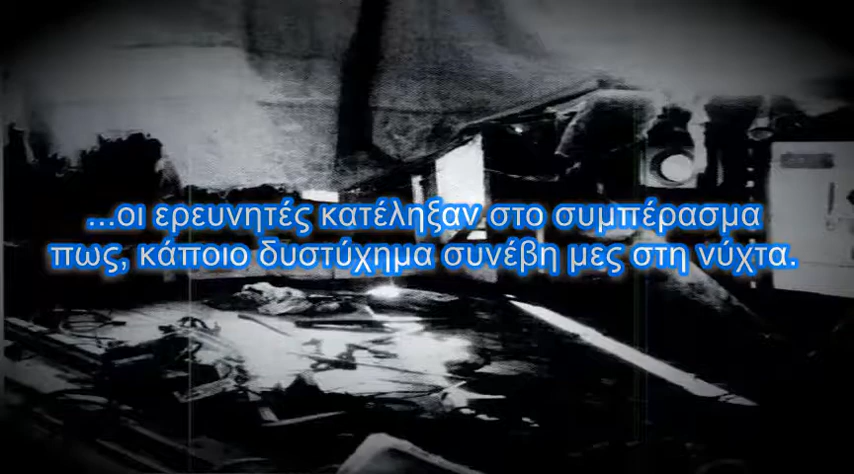 ...οι ερευνητές κατέληξαν στο συμπέρασμα
πως, κάποιο δυστύχημα συνέβη μες στη νύχτα.